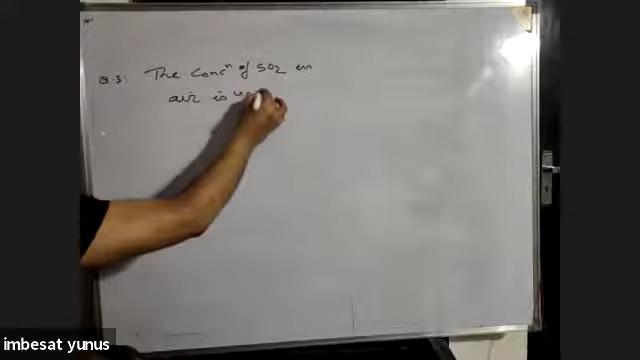 Q.3: The Concⁿ of SO2 in
air is
imbesat yunus